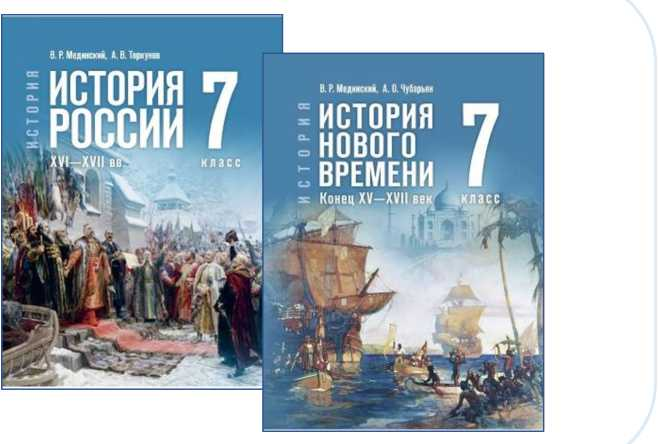 В. Р. Мединский, А. В. Торкунов
ИСТОРИЯ
ИСТОРИЯ
РОССИИ
7
XVI—XVII вв.
класс
В. Р. Мединский, А. О. Чубарьян
ИСТОРИЯ
ИСТОРИЯ
НОВОГО
ВРЕМЕНИ
7
Конец XV—XVII век
класс